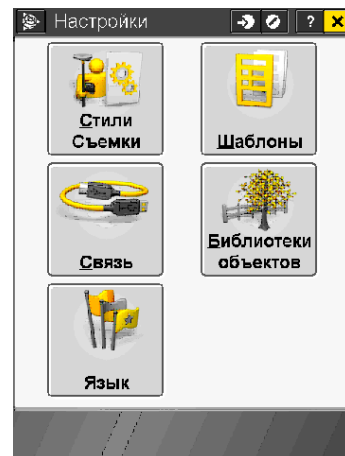 Настройки
?
Стили
Съемки
Шаблоны
Связь
Библиотеки
объектов
Язык